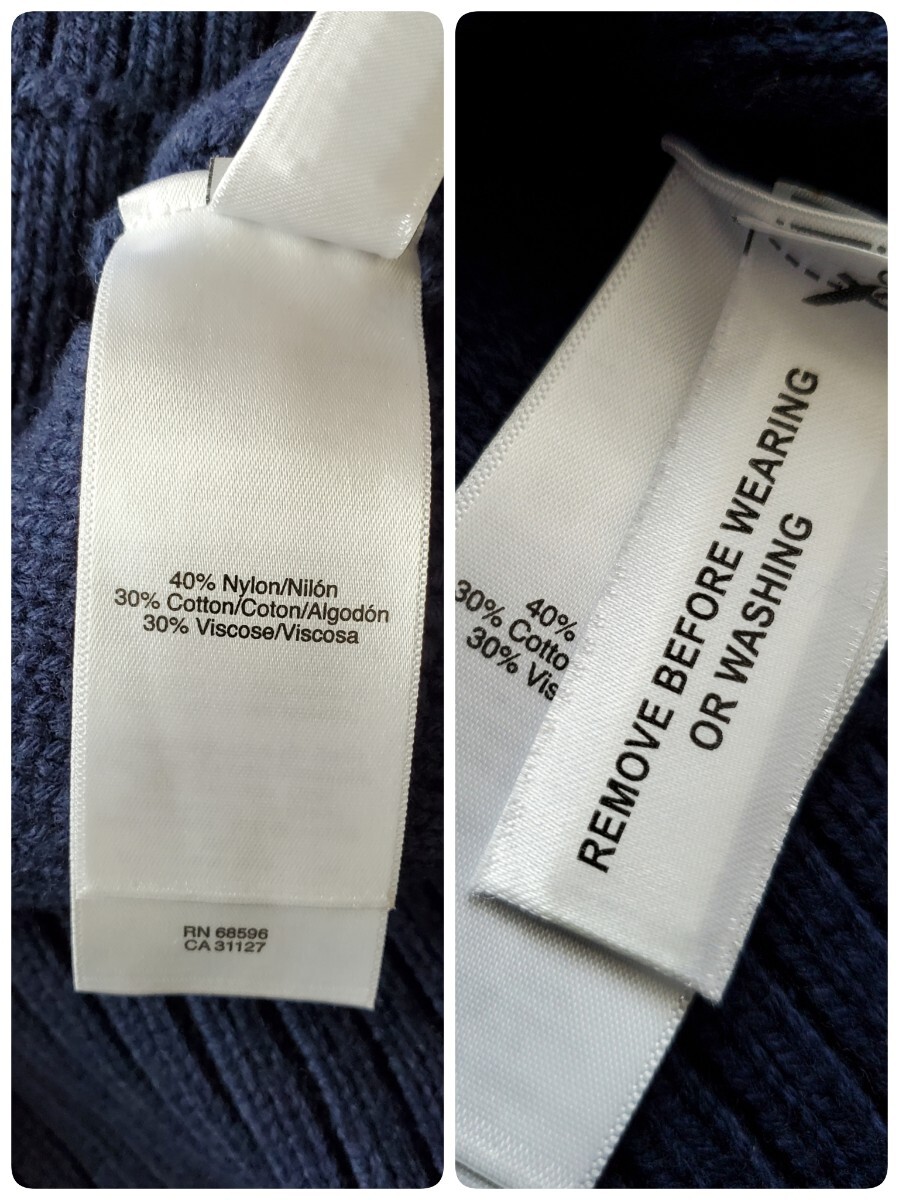 40% Nylon/Nilón
30% Cotton/Coton/Algodón
30% Viscose/Viscosa
RN 68596
CA 31127
40%
30% Cotto
30% Vis
REMOVE BEFORE WEARING
OR WASHING